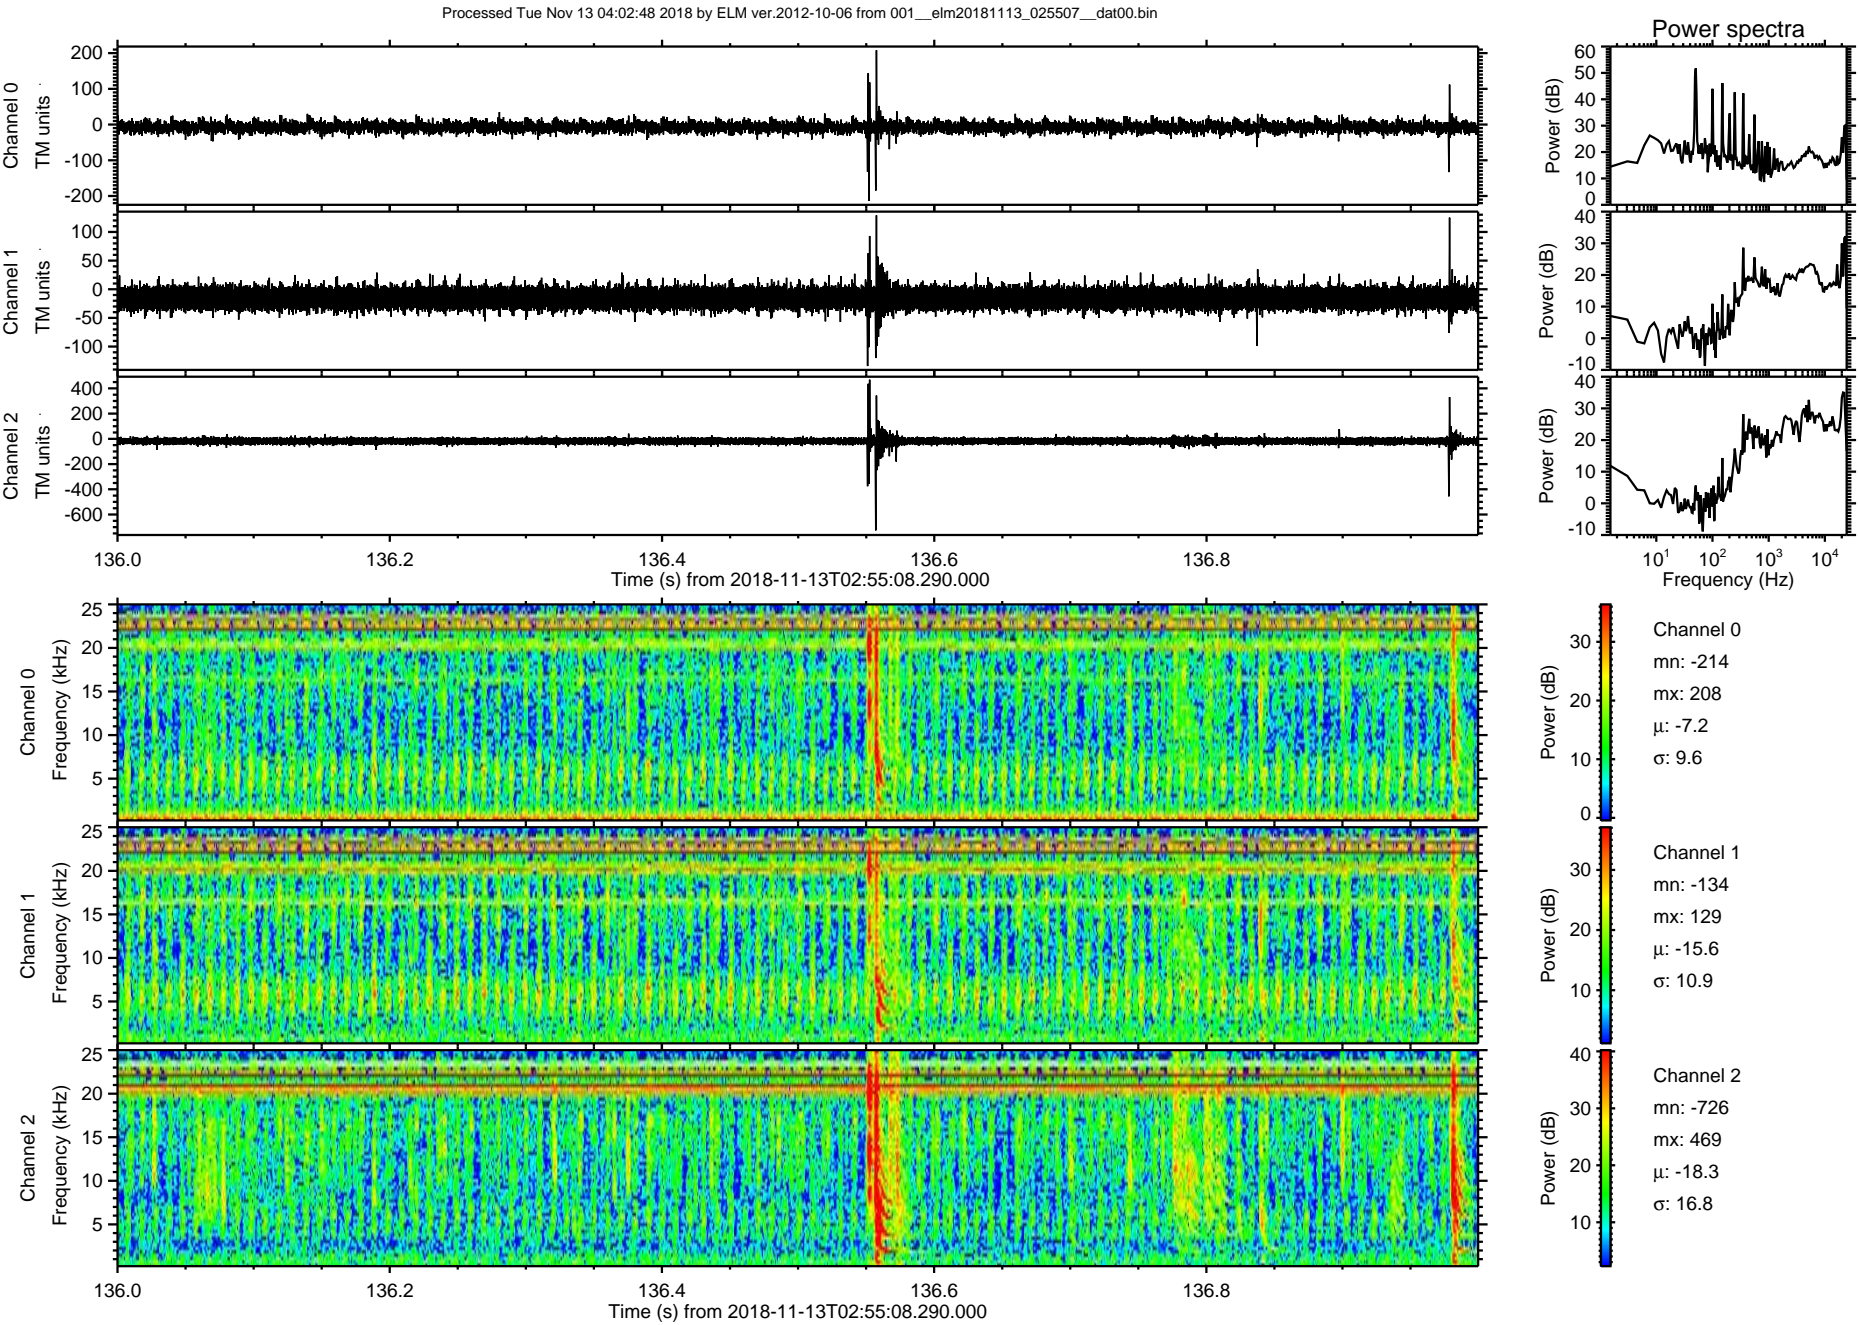 Processed Tue Nov 13 04:02:48 2018 by ELM ver.2012-10-06 from 001__elm20181113_025507__dat00.bin
Power spectra
Channel 0
TM units
200
100
0
-100
-200
Power (dB)
60
50
40
30
20
10
0
Channel 1
TM units
100
50
0
-50
-100
Power (dB)
40
30
20
10
0
-10
Channel 2
TM units
400
200
0
-200
-400
-600
Power (dB)
40
30
20
10
0
-10
136.0 136.2 136.4 136.6 136.8
Time (s) from 2018-11-13T02:55:08.290.000
10¹ 10² 10³ 10⁴
Frequency (Hz)
Channel 0
Frequency (kHz)
25
20
15
10
5
Power (dB)
30
20
10
0
Channel 0
mn: -214
mx: 208
μ: -7.2
σ: 9.6
Channel 1
Frequency (kHz)
25
20
15
10
5
Power (dB)
30
20
10
Channel 1
mn: -134
mx: 129
μ: -15.6
σ: 10.9
Channel 2
Frequency (kHz)
25
20
15
10
5
Power (dB)
40
30
20
10
Channel 2
mn: -726
mx: 469
μ: -18.3
σ: 16.8
136.0 136.2 136.4 136.6 136.8
Time (s) from 2018-11-13T02:55:08.290.000